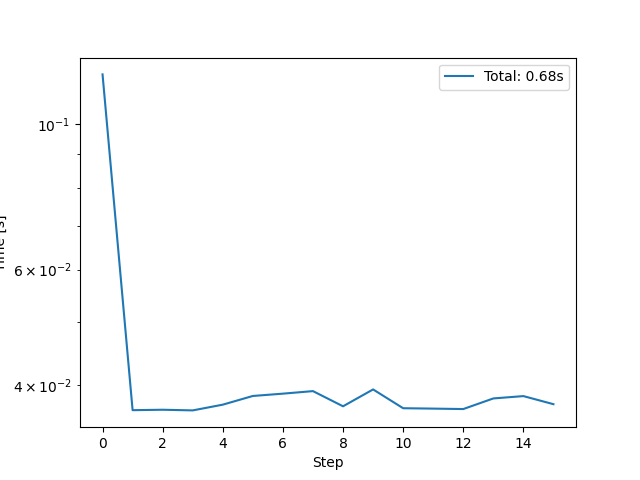 Total: 0.68s
10⁻¹
6 × 10⁻²
4 × 10⁻²
[s]
0 2 4 6 8 10 12 14
Step